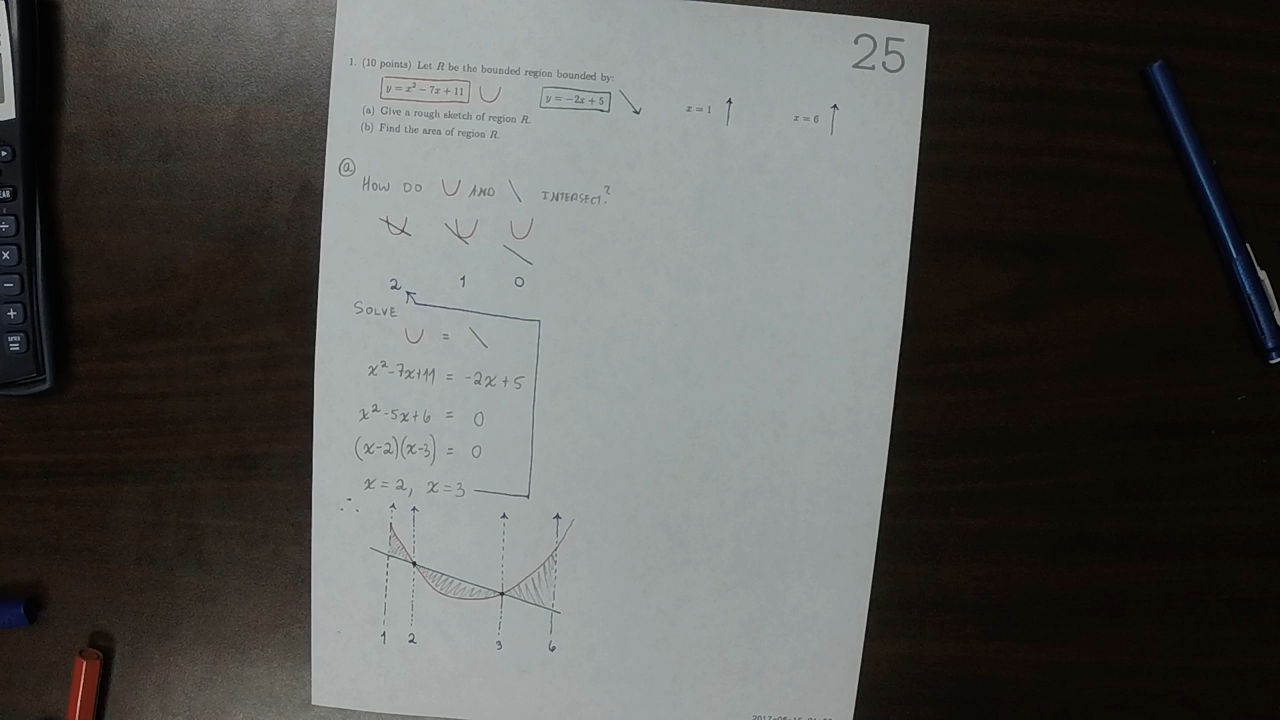 25
1. (10 points) Let R be the bounded region bounded by:
y = x² − 7x + 11 y = −2x + 5 x = 1 x = 6
(a) Give a rough sketch of region R.
(b) Find the area of region R.
a
HOW DO ∪ AND \ INTERSECT?
2 1 0
SOLVE
∪ = \
x²-7x+11 = -2x+5
x²-5x+6 = 0
(x-2)(x-3) = 0
x=2, x=3
∴
1 2 3 6